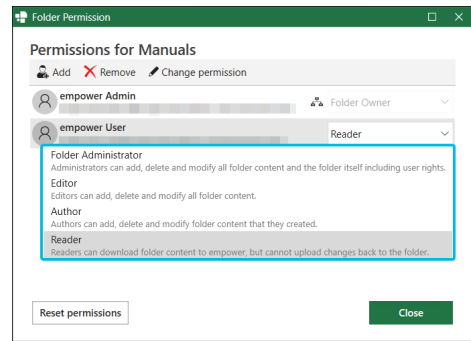 Folder Permission
Permissions for Manuals
Add Remove Change permission
empower Admin
Folder Owner
empower User
Reader
Folder Administrator
Administrators can add, delete and modify all folder content and the folder itself including user rights.
Editor
Editors can add, delete and modify all folder content.
Author
Authors can add, delete and modify folder content that they created.
Reader
Readers can download folder content to empower, but cannot upload changes back to the folder.
Reset permissions
Close